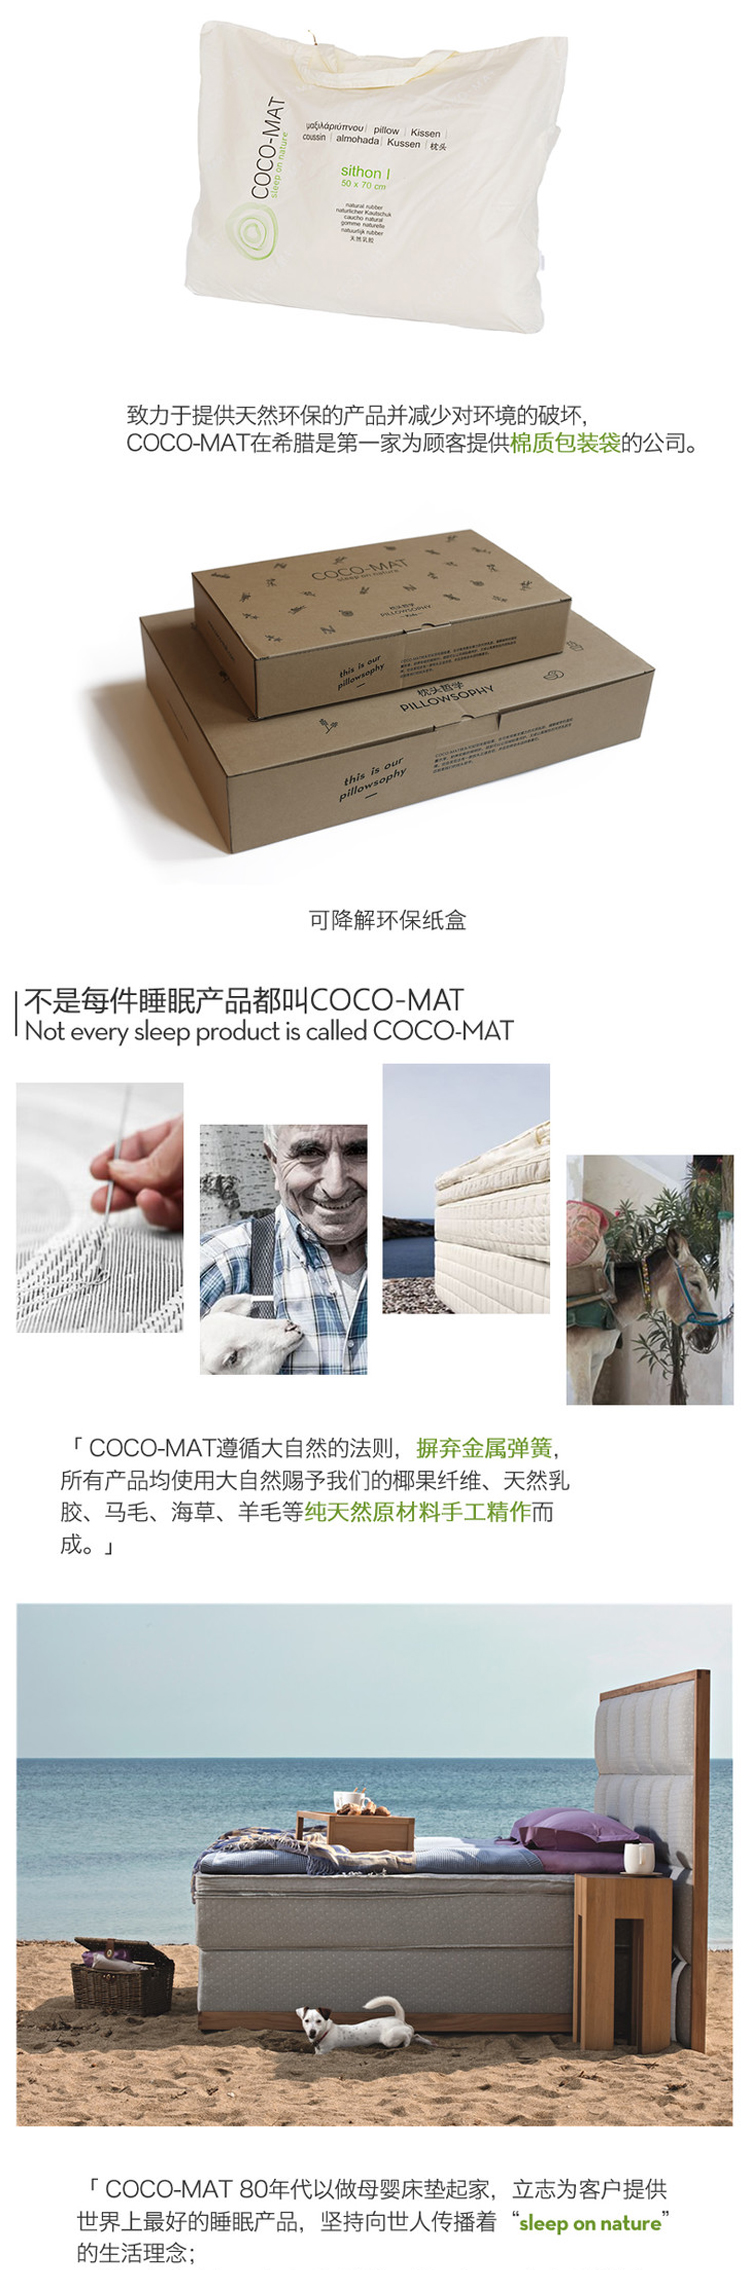 COCO-MAT
sleep on nature
μαξιλάρι ύπνου | pillow | Kissen |
coussin | almohada | Kussen | 枕头
sithon I
50 x 70 cm
natural rubber
natürlicher Kautschuk
caucho natural
gomme naturelle
natuurlijk rubber
天然乳胶
致力于提供天然环保的产品并减少对环境的破坏，
COCO-MAT在希腊是第一家为顾客提供棉质包装袋的公司。
COCO-MAT
sleep on nature
枕头哲学
PILLOWSOPHY
this is our
pillowsophy
枕头哲学
PILLOWSOPHY
this is our
pillowsophy
可降解环保纸盒
不是每件睡眠产品都叫COCO-MAT
Not every sleep product is called COCO-MAT
「 COCO-MAT遵循大自然的法则，摒弃金属弹簧，
所有产品均使用大自然赐予我们的椰果纤维、天然乳
胶、马毛、海草、羊毛等纯天然原材料手工精作而
成。」
「 COCO-MAT 80年代以做母婴床垫起家，立志为客户提供
世界上最好的睡眠产品，坚持向世人传播着“sleep on nature”
的生活理念；